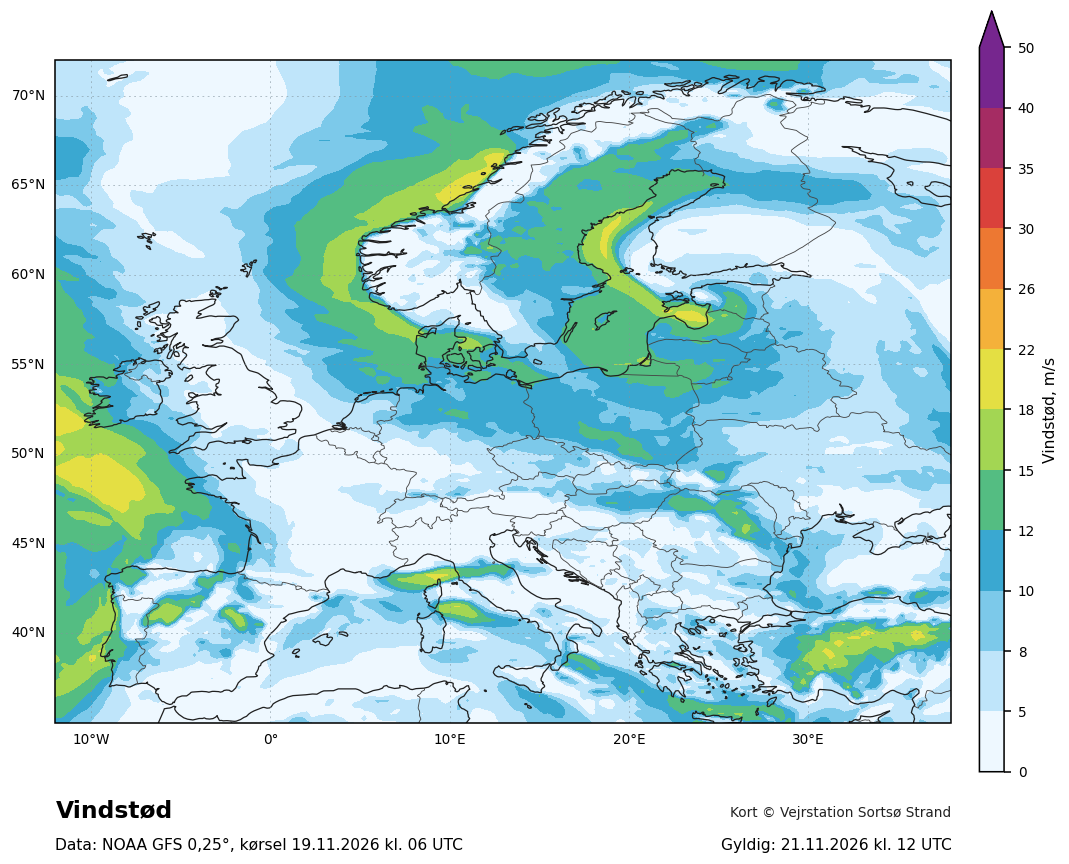 70°N
65°N
60°N
55°N
50°N
45°N
40°N
10°W
0°
10°E
20°E
30°E
50
40
35
30
26
22
18
15
12
10
8
5
0
Vindstød, m/s
Vindstød
Kort © Vejrstation Sortsø Strand
Data: NOAA GFS 0,25°, kørsel 19.11.2026 kl. 06 UTC
Gyldig: 21.11.2026 kl. 12 UTC